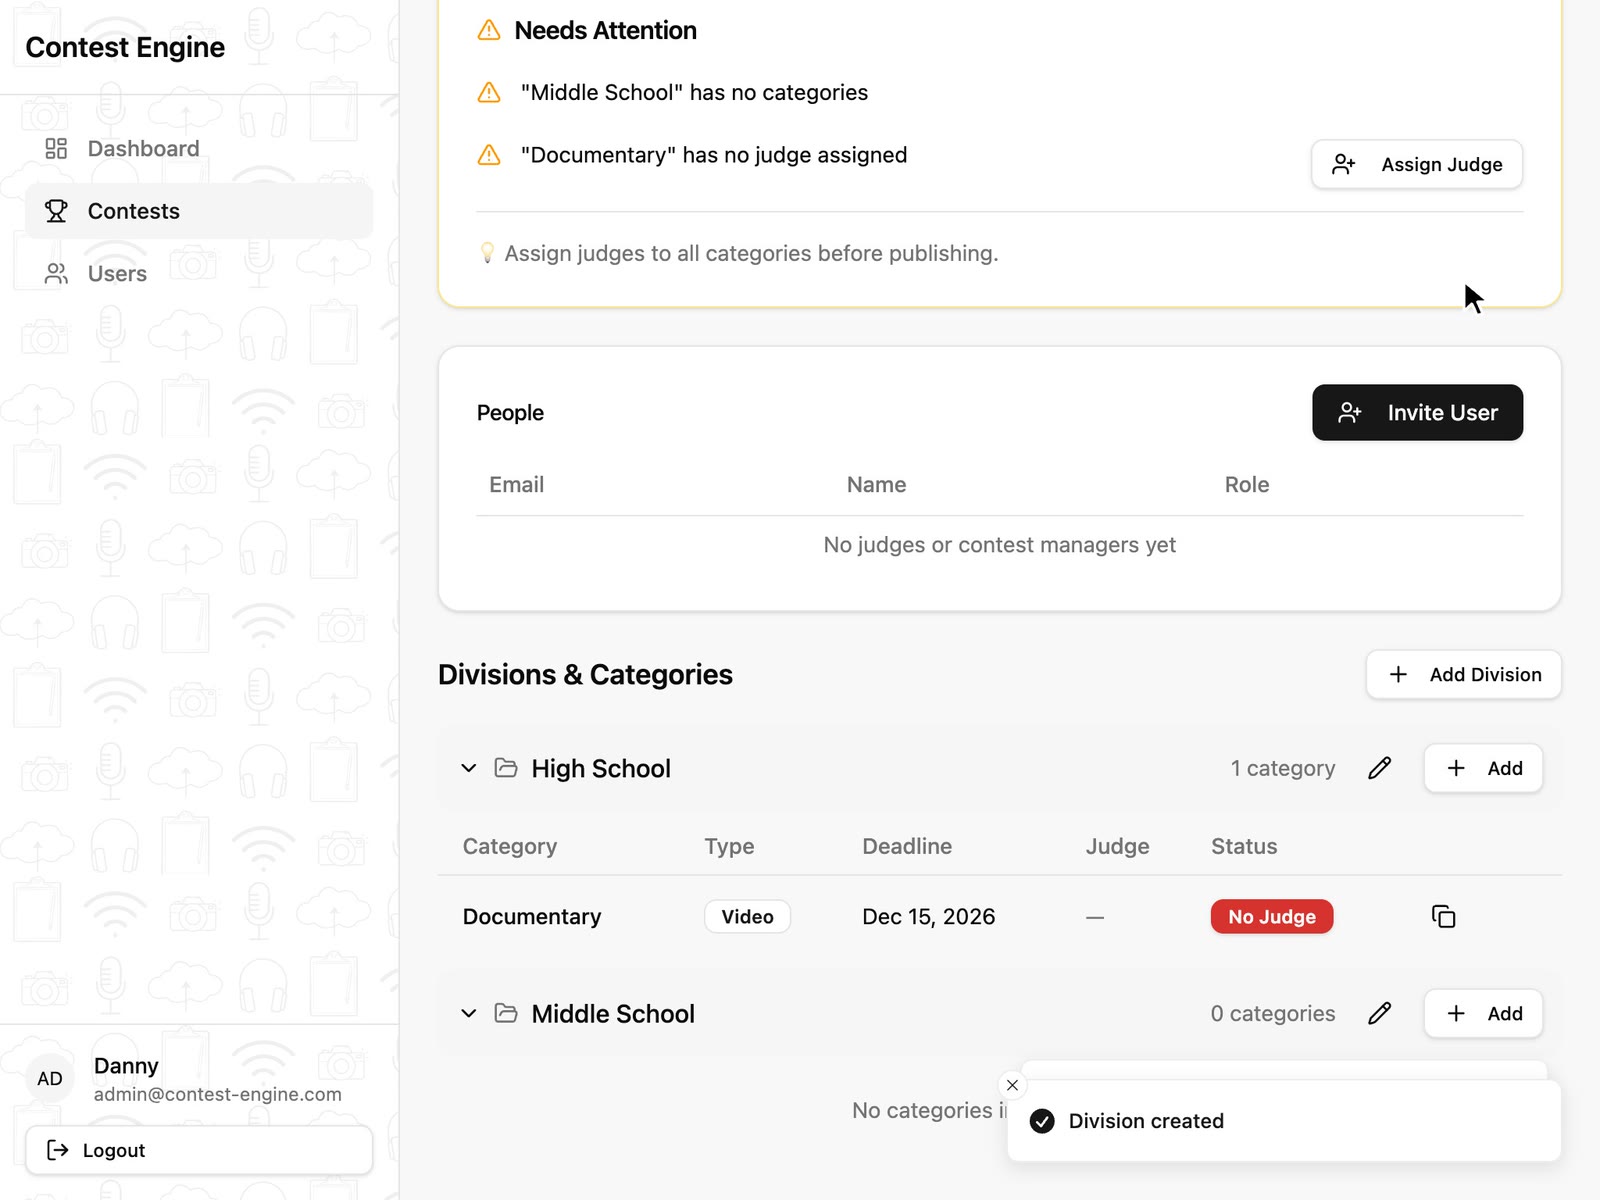 Contest Engine
Dashboard
Contests
Users
Danny
AD
admin@contest-engine.com
Logout
Needs Attention
"Middle School" has no categories
"Documentary" has no judge assigned
Assign Judge
Assign judges to all categories before publishing.
People
Invite User
Email Name Role
No judges or contest managers yet
Divisions & Categories
Add Division
High School
1 category
Add
Category Type Deadline Judge Status
Documentary Video Dec 15, 2026 — No Judge
Middle School
0 categories
Add
No categories
Division created